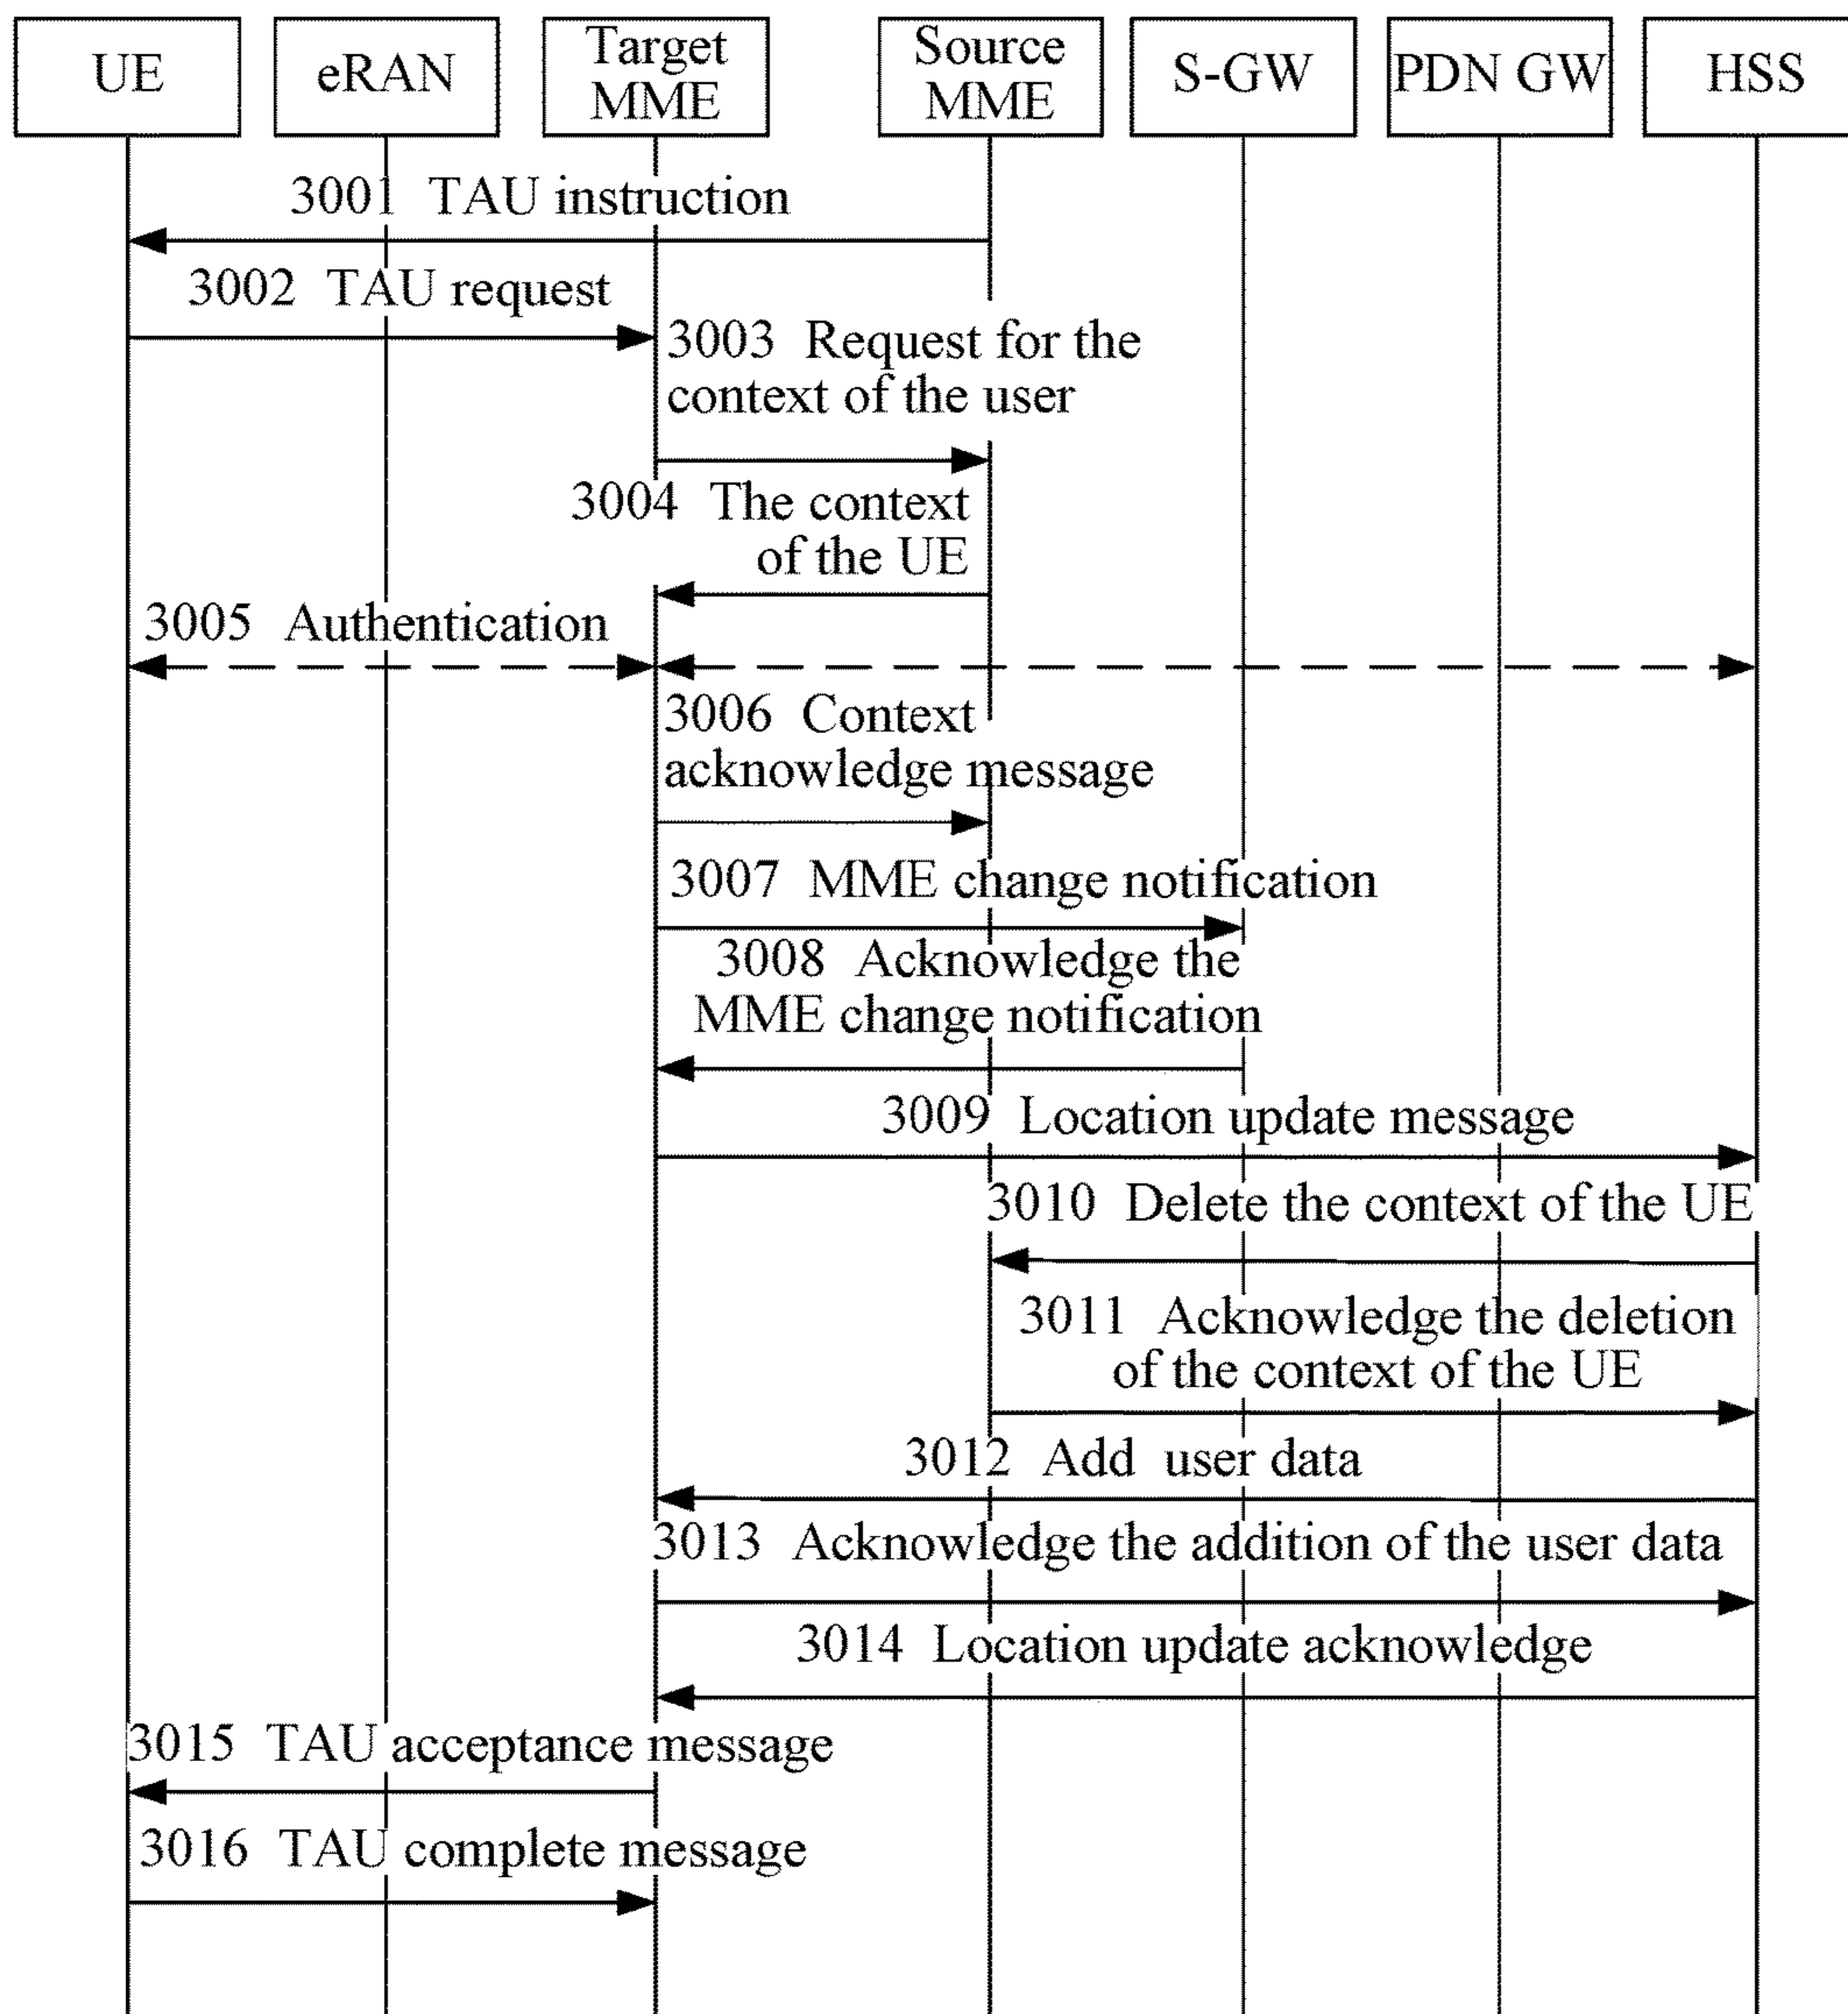 UE
eRAN
Target
MME
Source
MME
S-GW
PDN GW
HSS
3001 TAU instruction
3002 TAU request
3003 Request for the
context of the user
3004 The context
of the UE
3005 Authentication
3006 Context
acknowledge message
3007 MME change notification
3008 Acknowledge the
MME change notification
3009 Location update message
3010 Delete the context of the UE
3011 Acknowledge the deletion
of the context of the UE
3012 Add user data
3013 Acknowledge the addition of the user data
3014 Location update acknowledge
3015 TAU acceptance message
3016 TAU complete message